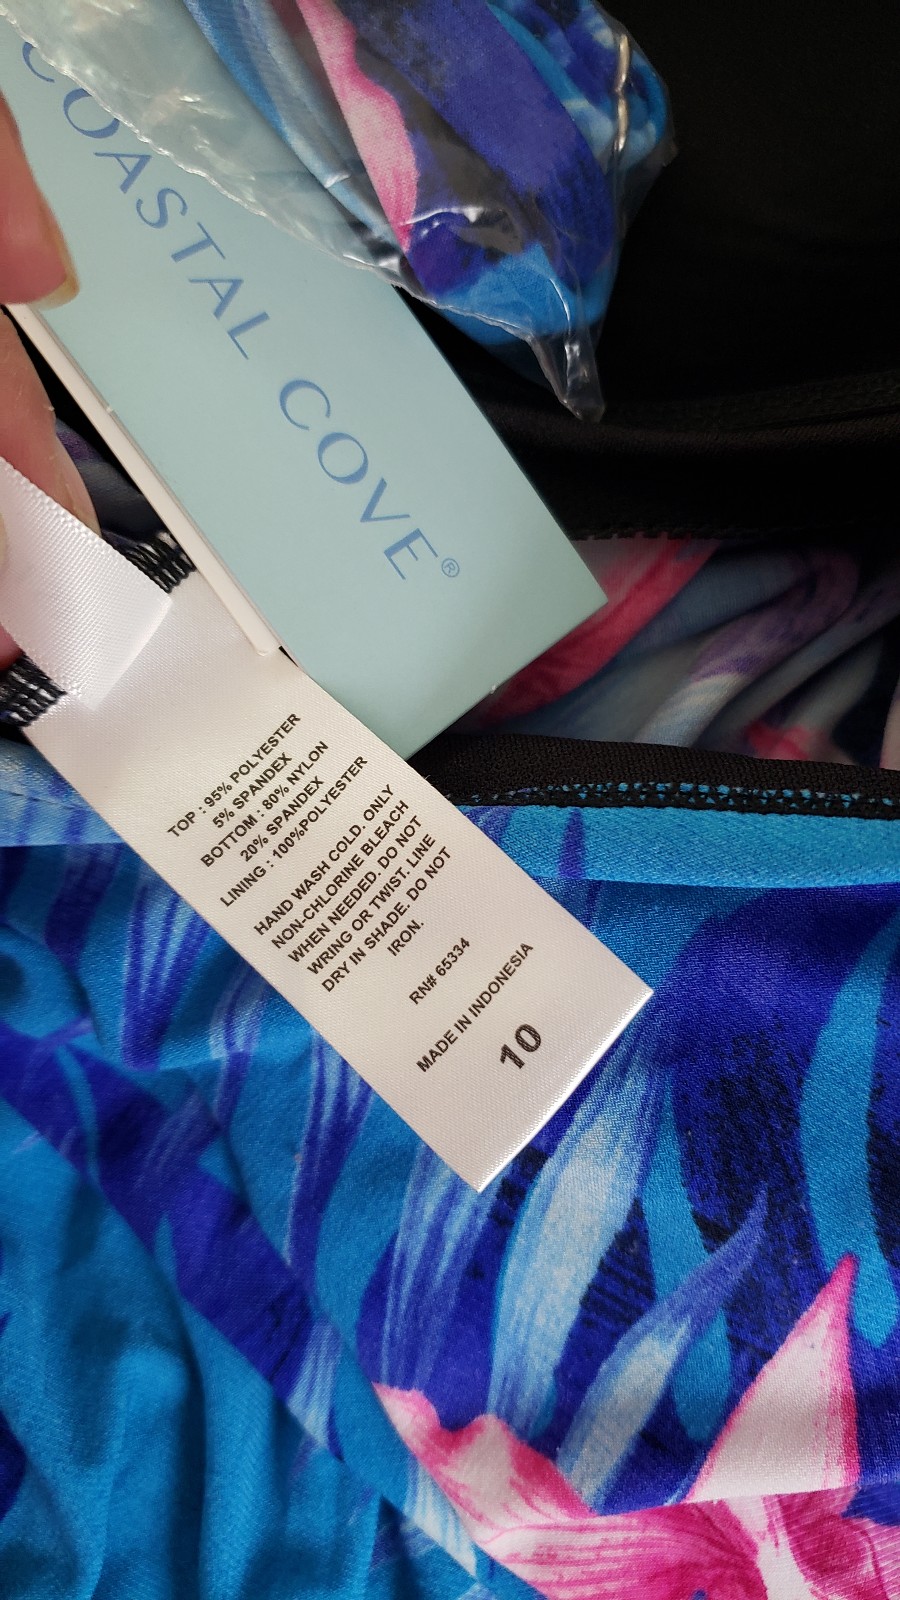 COASTAL COVE®
TOP : 95% POLYESTER
5% SPANDEX
BOTTOM : 80% NYLON
20% SPANDEX
LINING : 100%POLYESTER
HAND WASH COLD. ONLY
NON-CHLORINE BLEACH
WHEN NEEDED. DO NOT
WRING OR TWIST. LINE
DRY IN SHADE. DO NOT
IRON.
RN# 65334
MADE IN INDONESIA
10